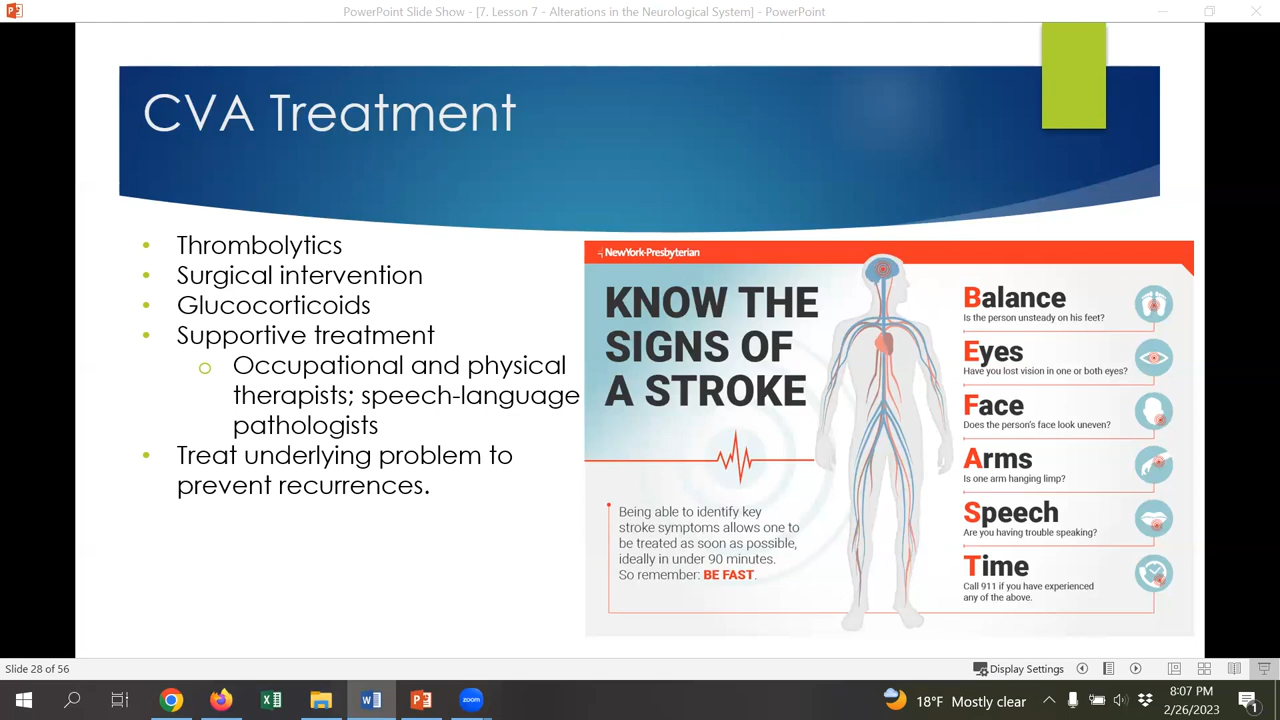 PowerPoint Slide Show - [7. Lesson 7 - Alterations in the Neurological System] - PowerPoint
CVA Treatment
• Thrombolytics
• Surgical intervention
• Glucocorticoids
• Supportive treatment
o Occupational and physical
therapists; speech-language
pathologists
• Treat underlying problem to
prevent recurrences.
NewYork-Presbyterian
KNOW THE
SIGNS OF
A STROKE
Being able to identify key
stroke symptoms allows one to
be treated as soon as possible,
ideally in under 90 minutes.
So remember: BE FAST.
Balance
Is the person unsteady on his feet?
Eyes
Have you lost vision in one or both eyes?
Face
Does the person's face look uneven?
Arms
Is one arm hanging limp?
Speech
Are you having trouble speaking?
Time
Call 911 if you have experienced
any of the above.
Slide 28 of 56
Display Settings
zoom
18°F Mostly clear
8:07 PM
2/26/2023
1